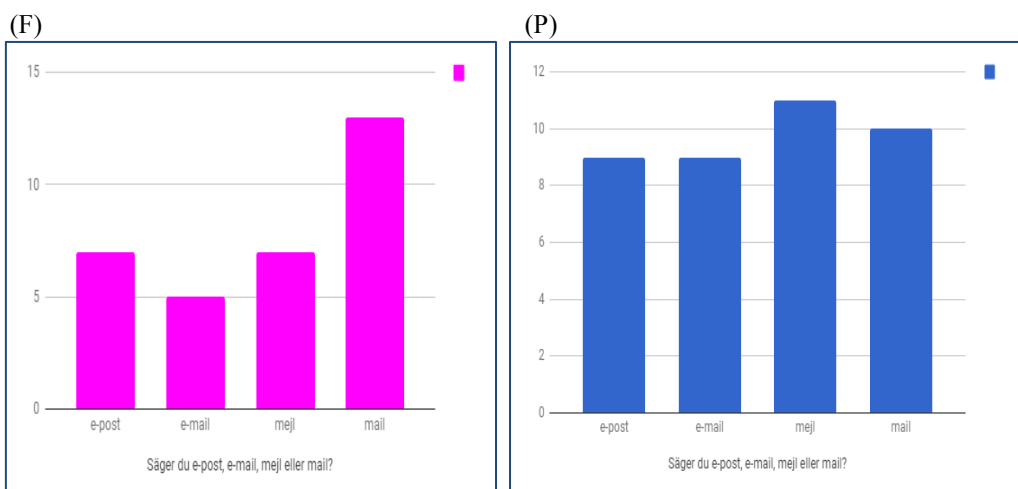 (F)
15
10
5
0
e-post e-mail mejl mail
Säger du e-post, e-mail, mejl eller mail?
(P)
12
10
8
6
4
2
0
e-post e-mail mejl mail
Säger du e-post, e-mail, mejl eller mail?